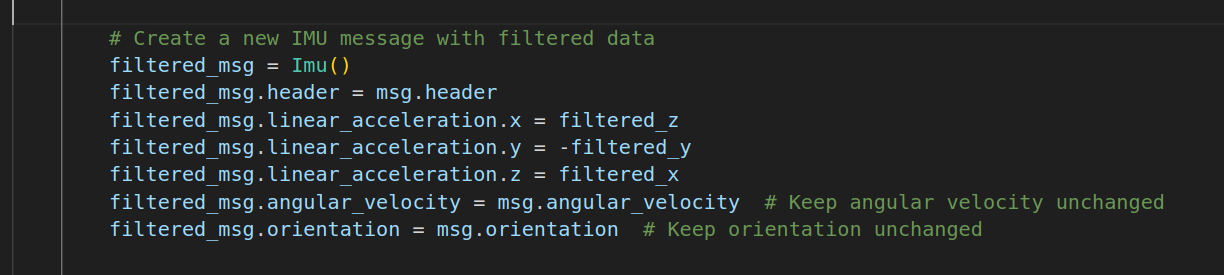 # Create a new IMU message with filtered data
filtered_msg = Imu()
filtered_msg.header = msg.header
filtered_msg.linear_acceleration.x = filtered_z
filtered_msg.linear_acceleration.y = -filtered_y
filtered_msg.linear_acceleration.z = filtered_x
filtered_msg.angular_velocity = msg.angular_velocity  # Keep angular velocity unchanged
filtered_msg.orientation = msg.orientation  # Keep orientation unchanged